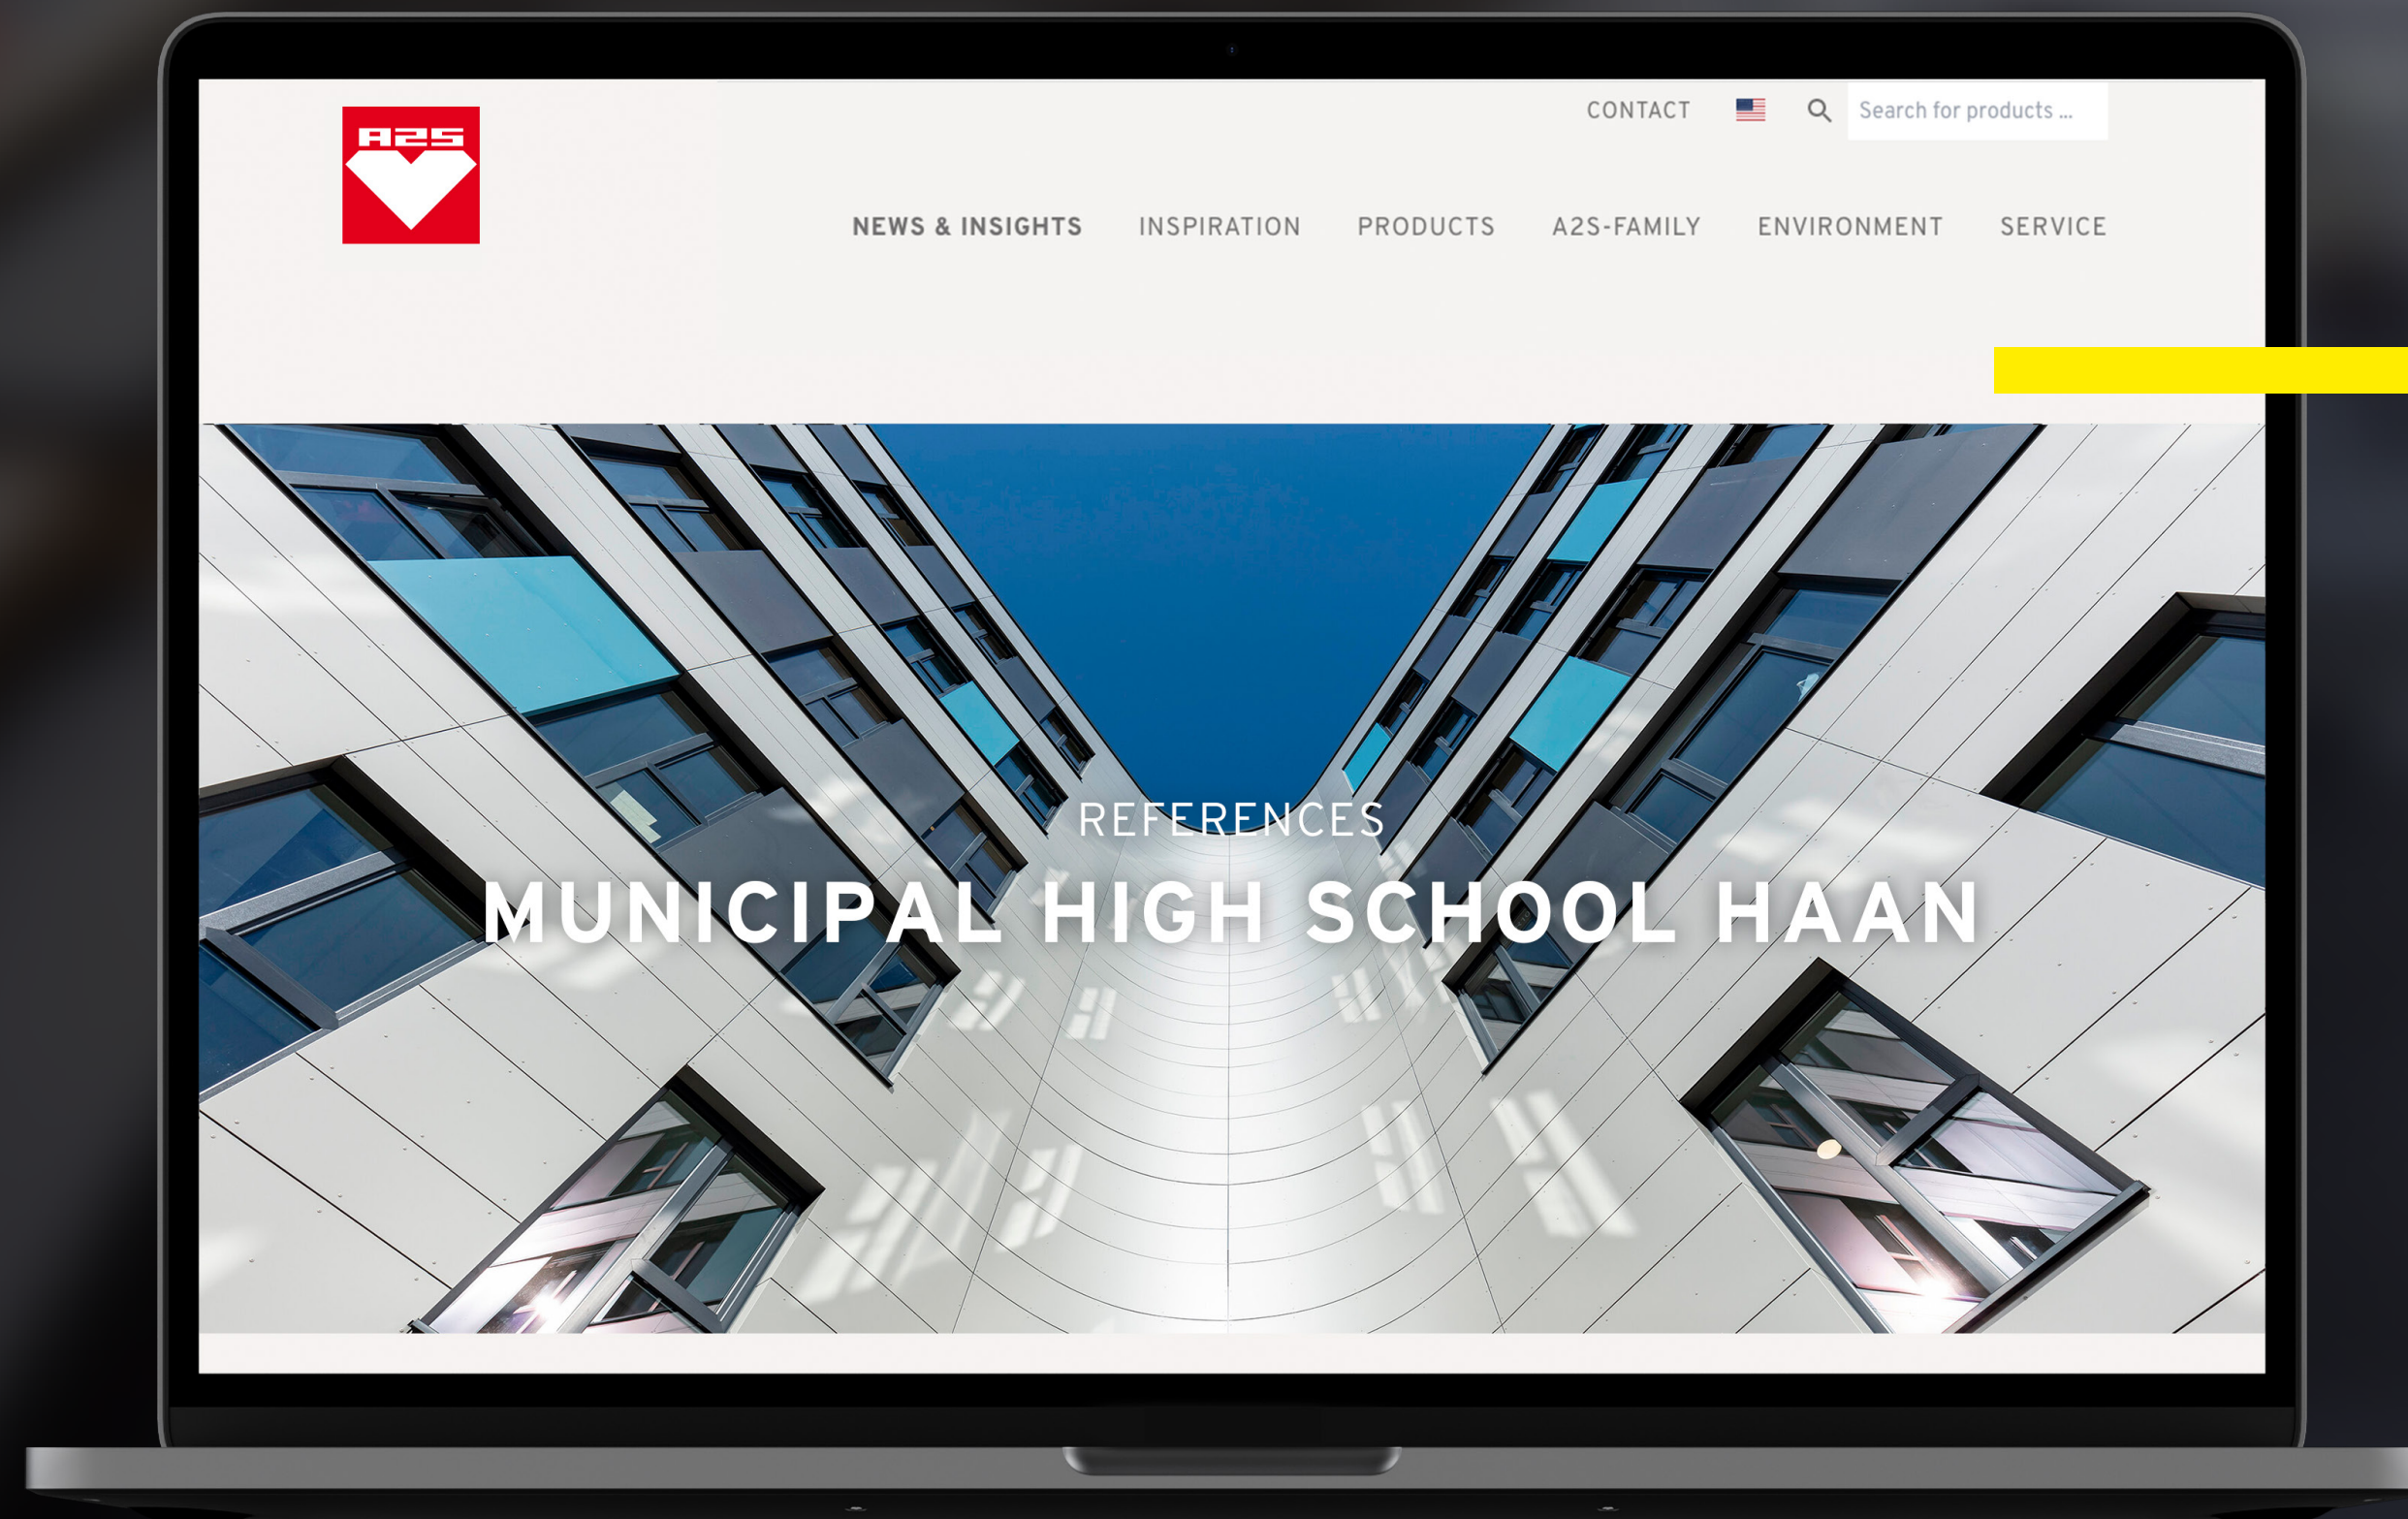 A2S
CONTACT
Search for products ...
NEWS & INSIGHTS INSPIRATION PRODUCTS A2S-FAMILY ENVIRONMENT SERVICE
REFERENCES
MUNICIPAL HIGH SCHOOL HAAN